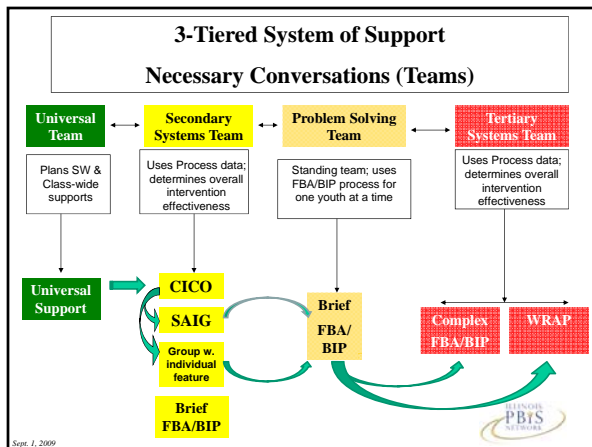 3-Tiered System of Support
Necessary Conversations (Teams)
Universal
Team
Secondary
Systems Team
Problem Solving
Team
Tertiary
Systems Team
Plans SW &
Class-wide
supports
Uses Process data;
determines overall
intervention
effectiveness
Standing team; uses
FBA/BIP process for
one youth at a time
Uses Process data;
determines overall
intervention
effectiveness
Universal
Support
CICO
SAIG
Group w.
individual
feature
Brief
FBA/BIP
Brief
FBA/
BIP
Complex
FBA/BIP
WRAP
ILLINOIS
PBIS
NETWORK
Sept. 1, 2009